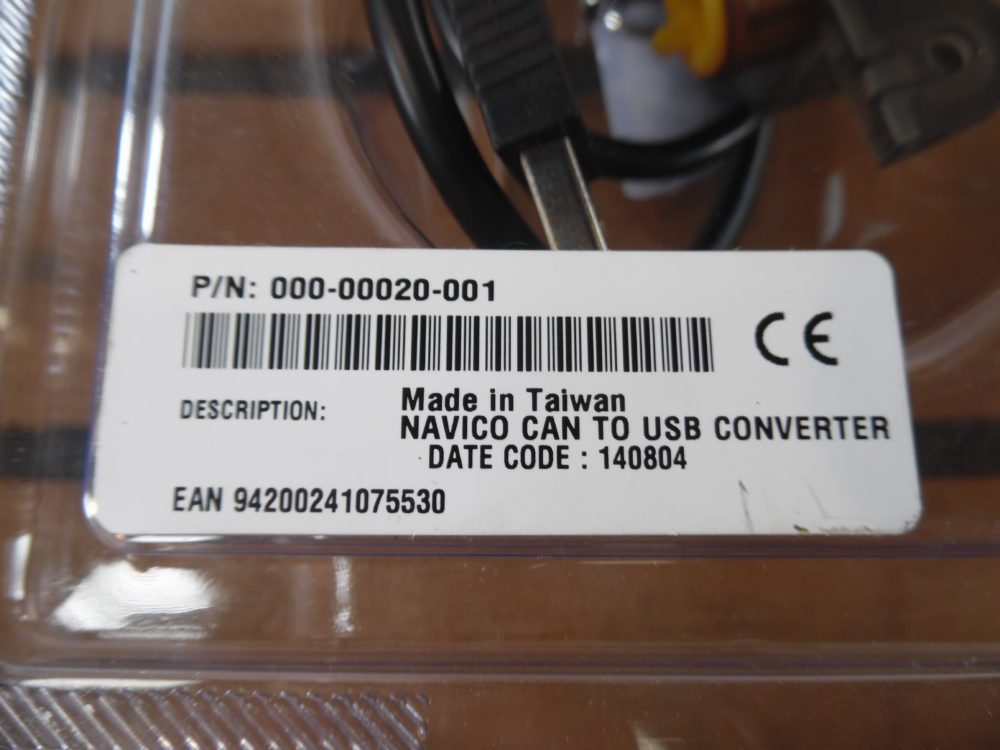 P/N: 000-00020-001
CE
DESCRIPTION: Made in Taiwan
NAVICO CAN TO USB CONVERTER
DATE CODE : 140804
EAN 94200241075530